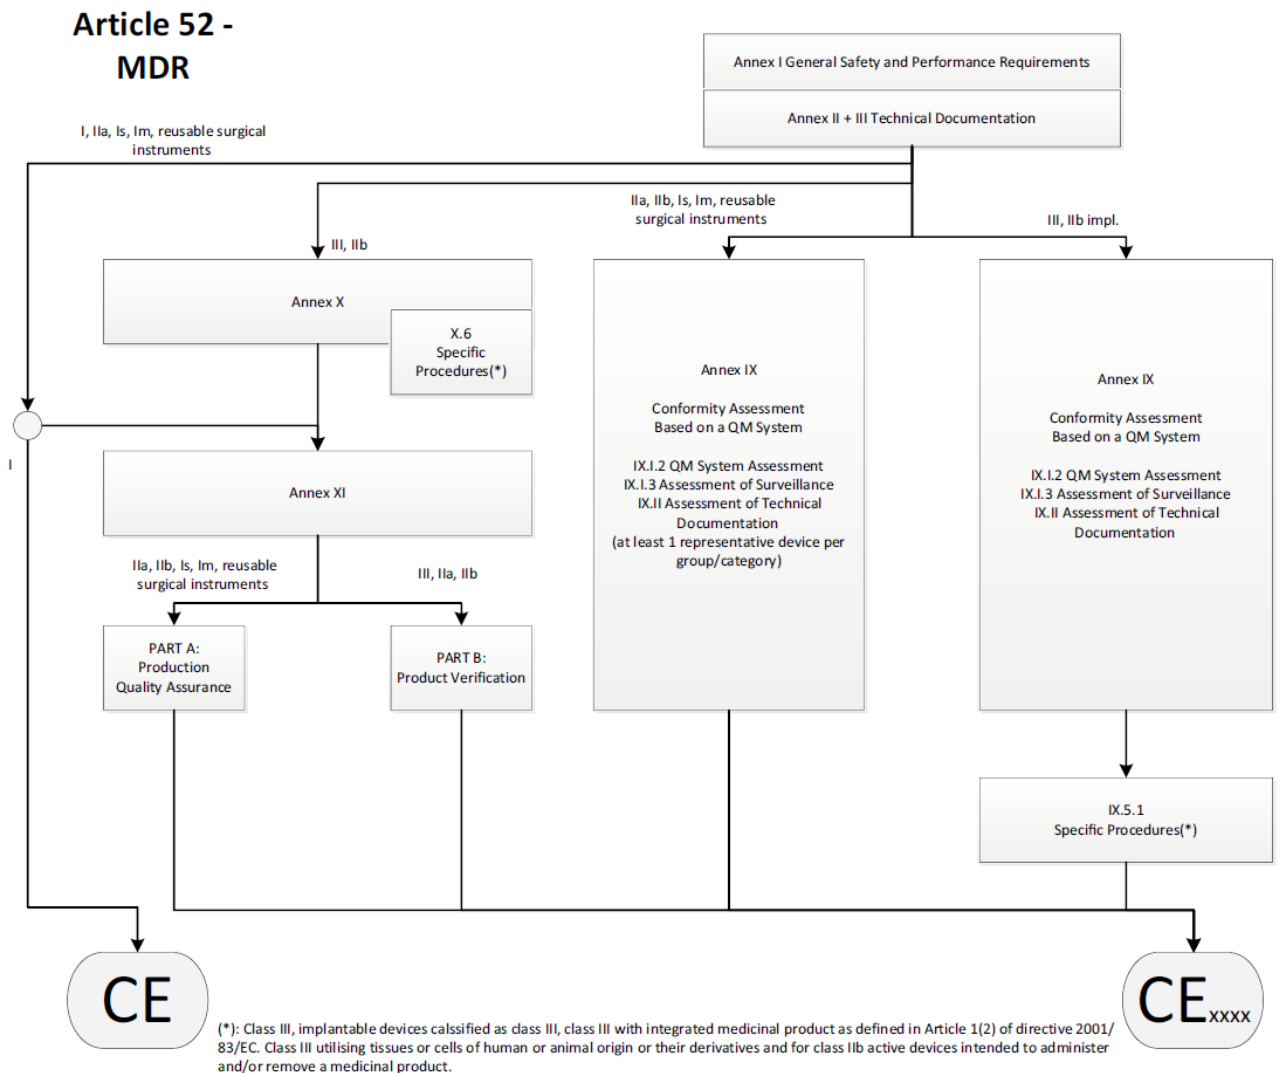 Article 52 -
MDR
Annex I General Safety and Performance Requirements
Annex II + III Technical Documentation
I, IIa, Is, Im, reusable surgical
instruments
IIa, IIb, Is, Im, reusable
surgical instruments
III, IIb impl.
III, IIb
Annex X
X.6
Specific
Procedures(*)
I
Annex XI
IIa, IIb, Is, Im, reusable
surgical instruments
III, IIa, IIb
PART A:
Production
Quality Assurance
PART B:
Product Verification
Annex IX
Conformity Assessment
Based on a QM System
IX.I.2 QM System Assessment
IX.I.3 Assessment of Surveillance
IX.II Assessment of Technical
Documentation
(at least 1 representative device per
group/category)
Annex IX
Conformity Assessment
Based on a QM System
IX.I.2 QM System Assessment
IX.I.3 Assessment of Surveillance
IX.II Assessment of Technical
Documentation
IX.5.1
Specific Procedures(*)
CE
CExxxx
(*): Class III, implantable devices calssified as class III, class III with integrated medicinal product as defined in Article 1(2) of directive 2001/
83/EC. Class III utilising tissues or cells of human or animal origin or their derivatives and for class IIb active devices intended to administer
and/or remove a medicinal product.